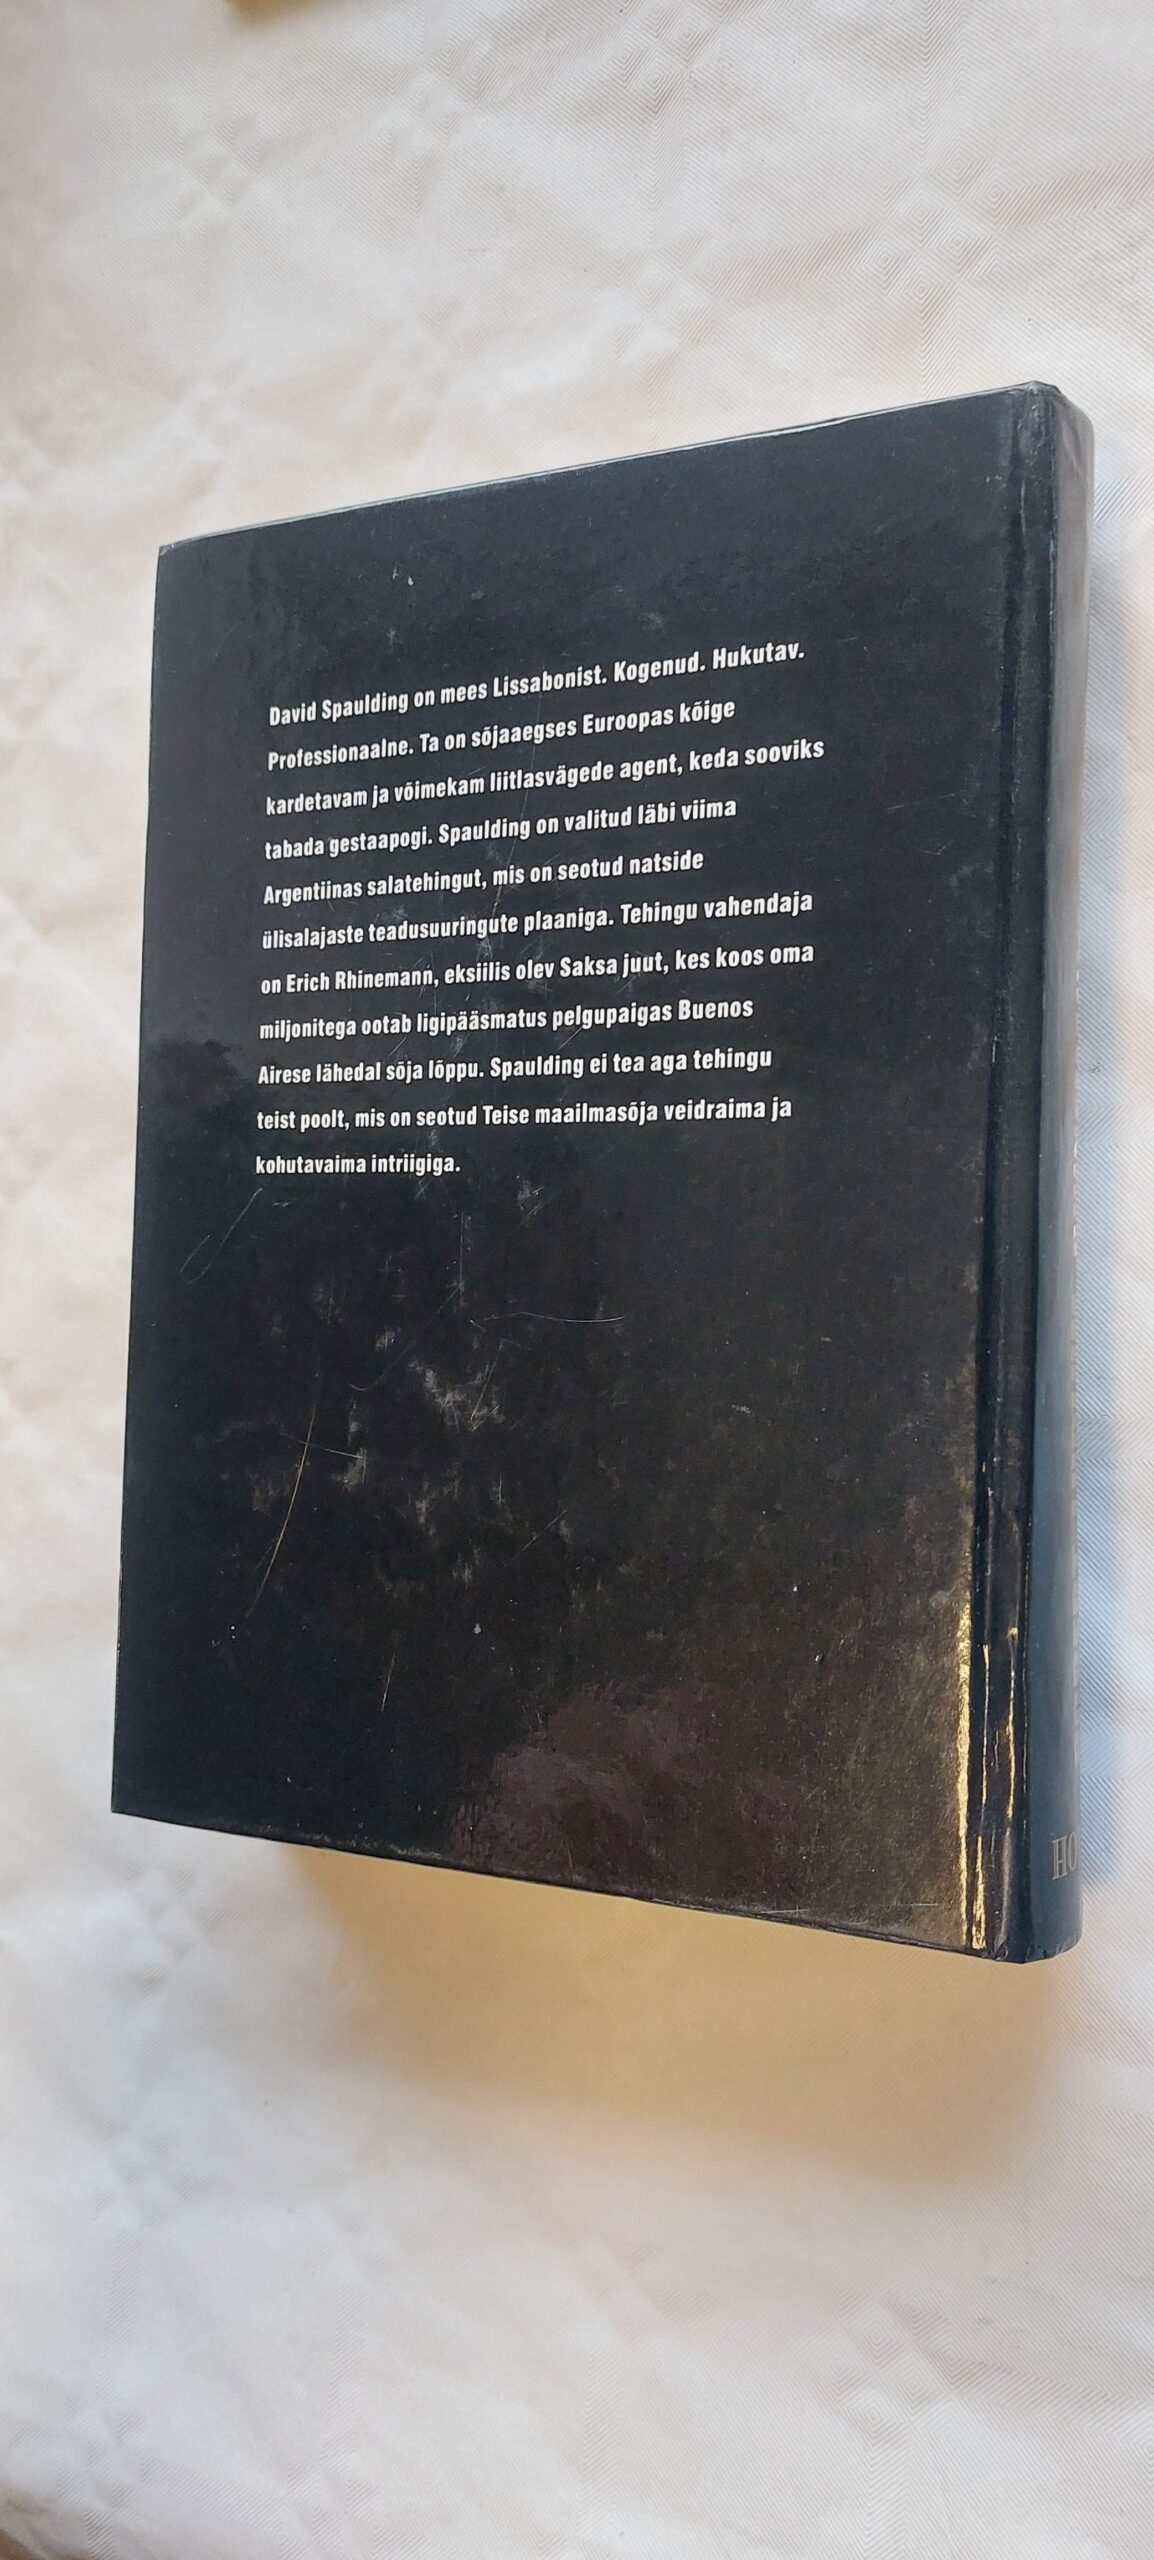 David Spaulding on mees Lissabonist. Kogenud. Hukutav.
Professionaalne. Ta on sõjaaegses Euroopas kõige
kardetavam ja võimekam liitlasvägede agent, keda sooviks
tabada gestaapogi. Spaulding on valitud läbi viima
Argentiinas salatehingut, mis on seotud natside
ülisalajaste teadusuuringute plaaniga. Tehingu vahendaja
on Erich Rhinemann, eksiilis olev Saksa juut, kes koos oma
miljonitega ootab ligipääsmatus pelgupaigas Buenos
Airese lähedal sõja lõppu. Spaulding ei tea aga tehingu
teist poolt, mis on seotud Teise maailmasõja veidraima ja
kohutavaima intriigiga.
HO